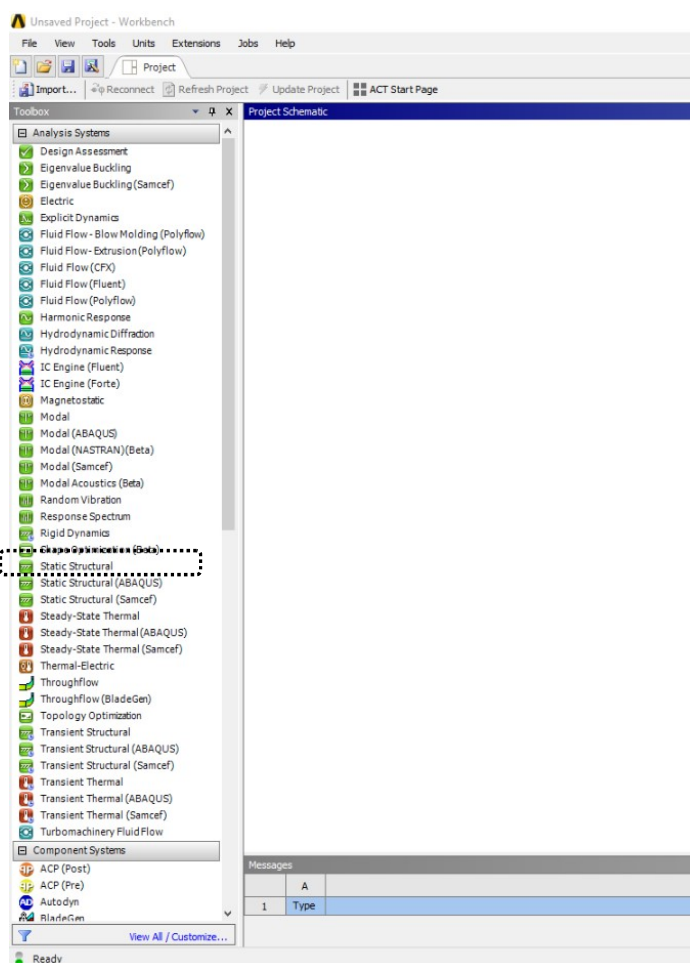 Unsaved Project - Workbench
File View Tools Units Extensions Jobs Help
Project
Import... Reconnect Refresh Project Update Project ACT Start Page
Toolbox
Project Schematic
Analysis Systems
Design Assessment
Eigenvalue Buckling
Eigenvalue Buckling (Samcef)
Electric
Explicit Dynamics
Fluid Flow - Blow Molding (Polyflow)
Fluid Flow - Extrusion (Polyflow)
Fluid Flow (CFX)
Fluid Flow (Fluent)
Fluid Flow (Polyflow)
Harmonic Response
Hydrodynamic Diffraction
Hydrodynamic Response
IC Engine (Fluent)
IC Engine (Forte)
Magnetostatic
Modal
Modal (ABAQUS)
Modal (NASTRAN) (Beta)
Modal (Samcef)
Modal Acoustics (Beta)
Random Vibration
Response Spectrum
Rigid Dynamics
Shape Optimization (Beta)
Static Structural
Static Structural (ABAQUS)
Static Structural (Samcef)
Steady-State Thermal
Steady-State Thermal (ABAQUS)
Steady-State Thermal (Samcef)
Thermal-Electric
Throughflow
Throughflow (BladeGen)
Topology Optimization
Transient Structural
Transient Structural (ABAQUS)
Transient Structural (Samcef)
Transient Thermal
Transient Thermal (ABAQUS)
Transient Thermal (Samcef)
Turbomachinery Fluid Flow
Component Systems
ACP (Post)
ACP (Pre)
AD Autodyn
BladeGen
View All / Customize...
Messages
A
1 Type
Ready